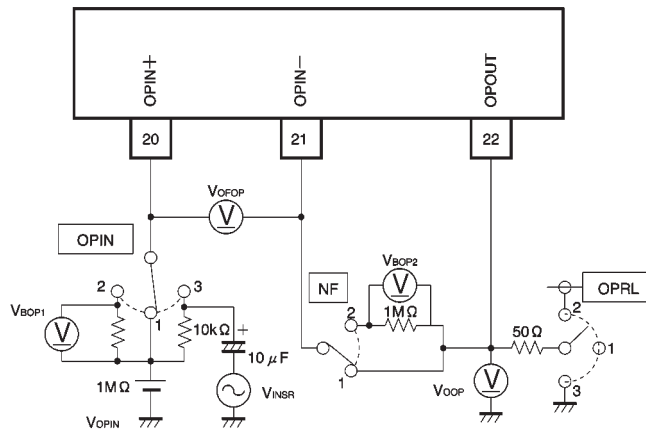 OPIN+
OPIN−
OPOUT
20
21
22
VOFOP
V
OPIN
2
3
1
VBOP1
V
10kΩ
+
10μF
1MΩ
VOPIN
VINSR
NF
VBOP2
V
1MΩ
2
1
50Ω
VOOP
V
OPRL
2
1
3